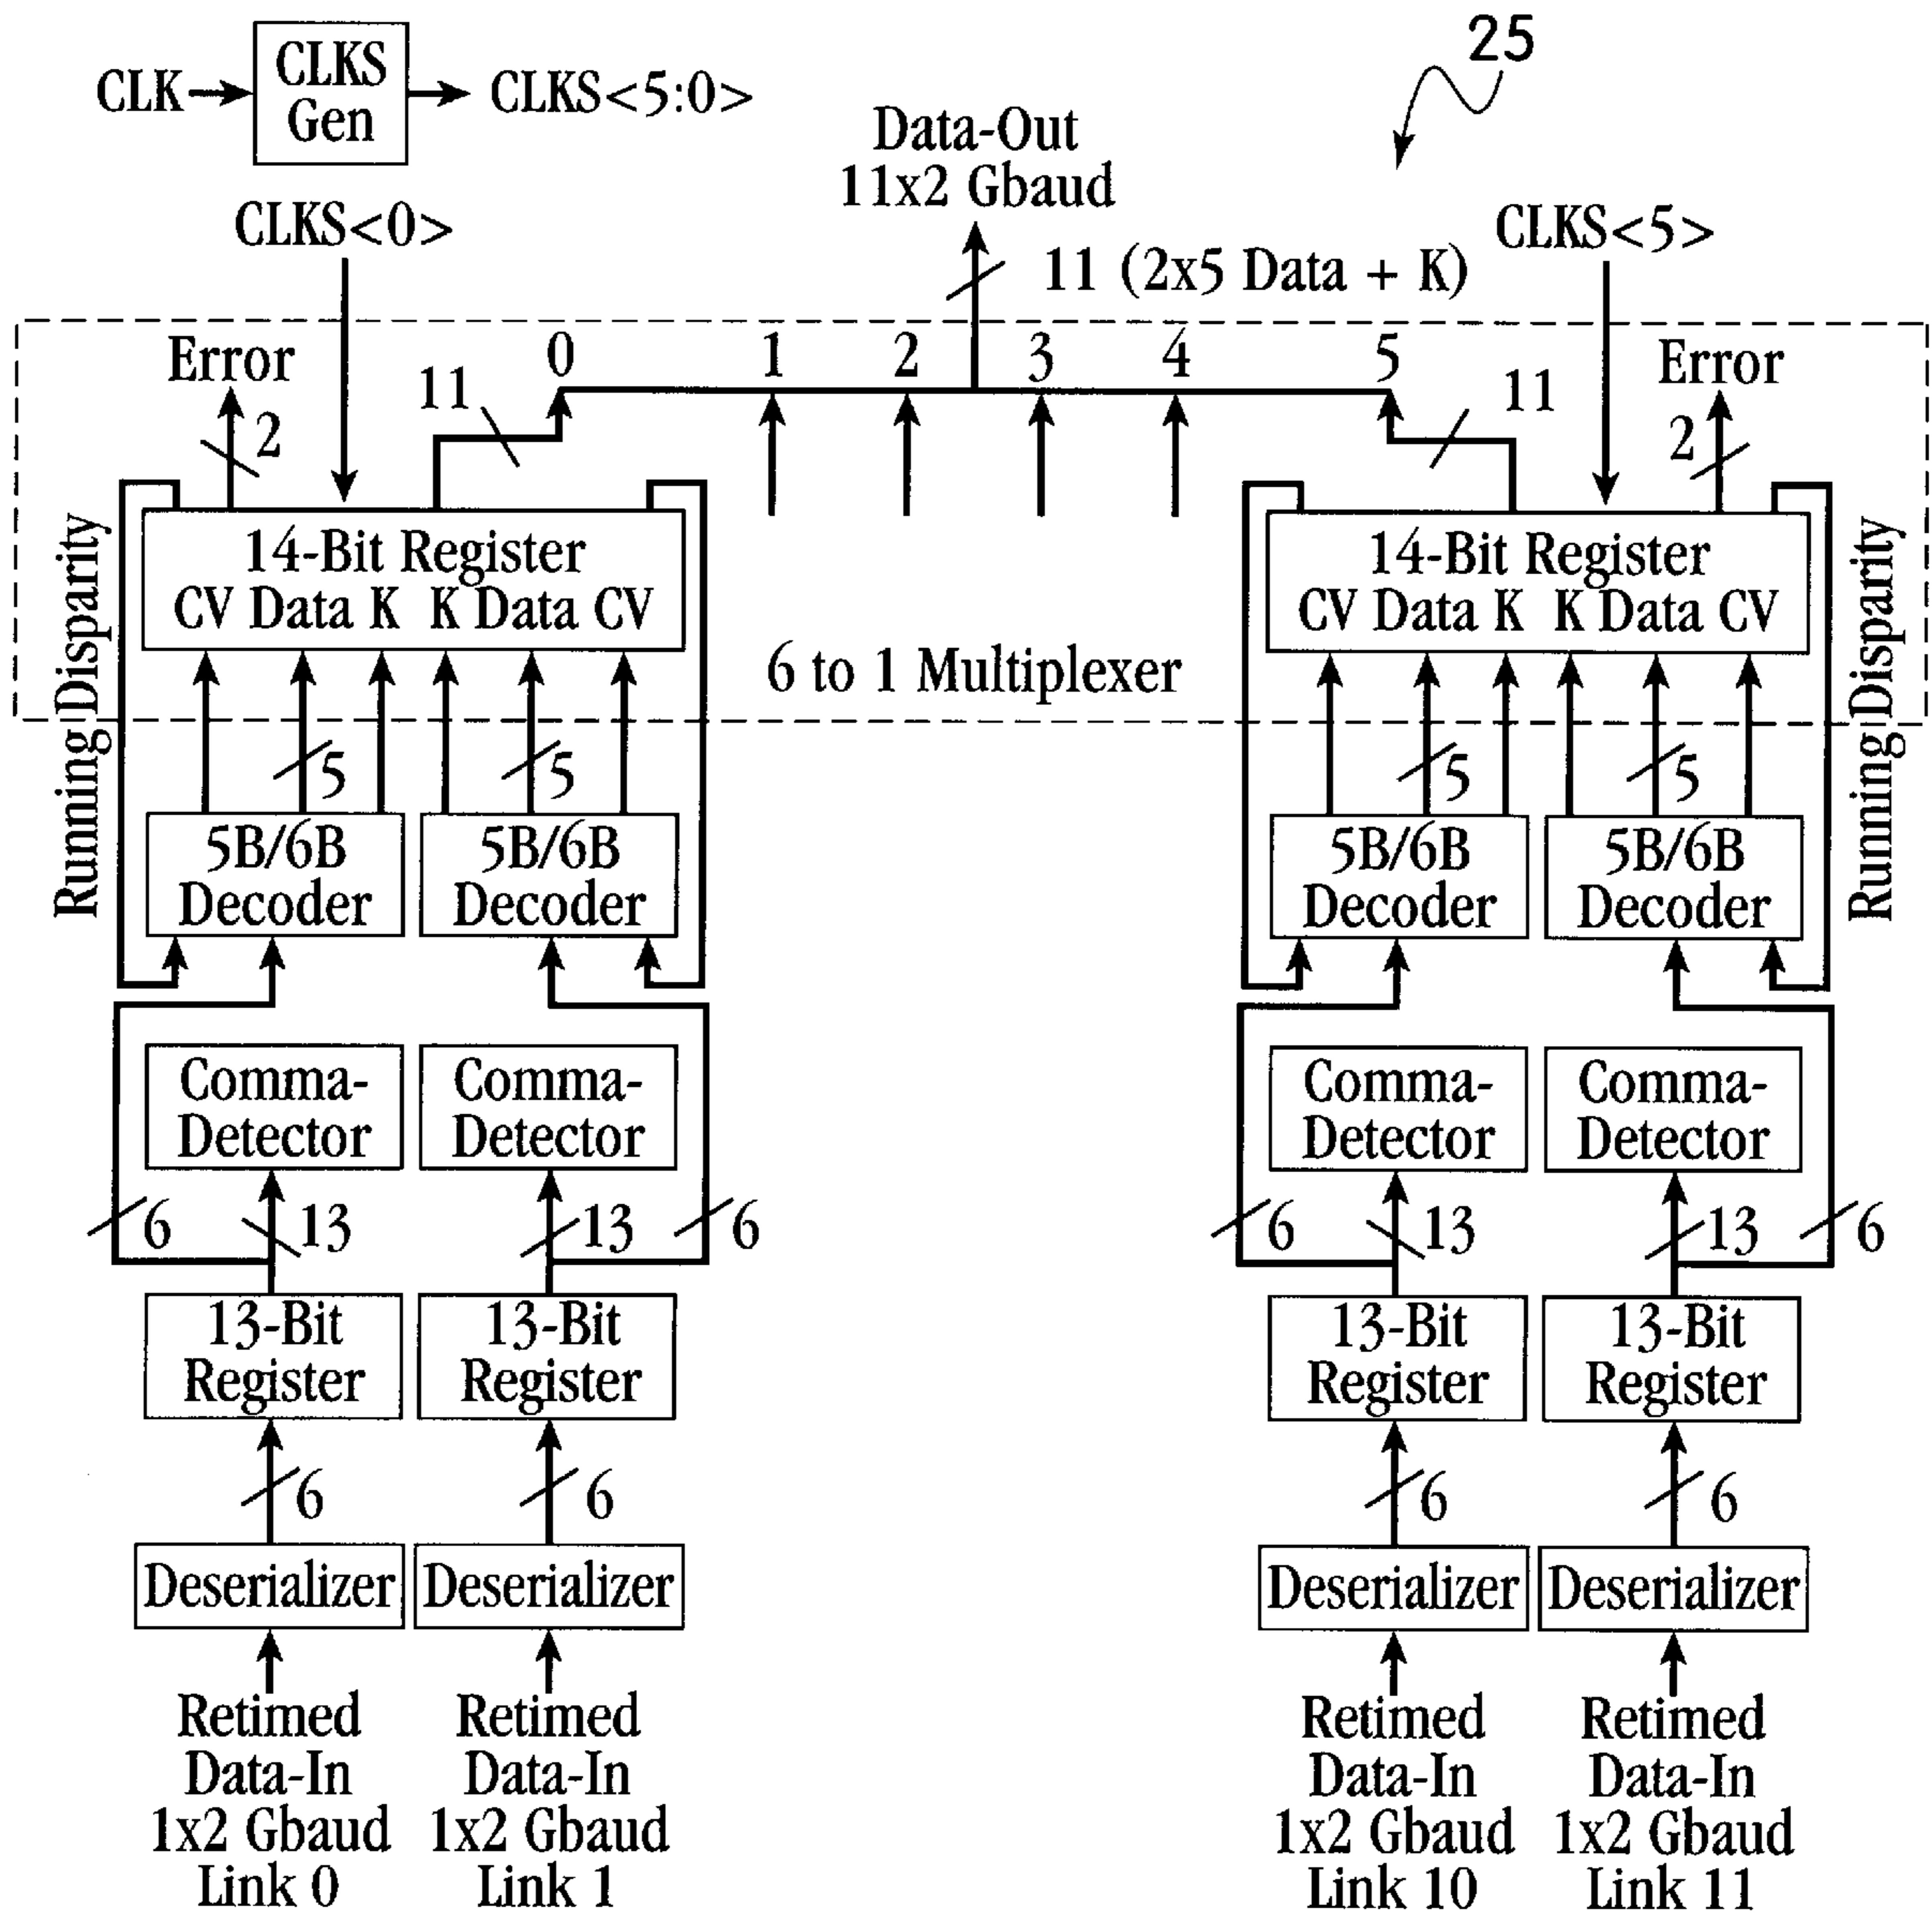 25
CLK
CLKS
Gen
CLKS<5:0>
Data-Out
11x2 Gbaud
CLKS<0>
CLKS<5>
11 (2x5 Data + K)
Error
2
11
0
1
2
3
4
5
11
Error
2
Running Disparity
14-Bit Register
CV Data K K Data CV
6 to 1 Multiplexer
14-Bit Register
CV Data K K Data CV
Running Disparity
5
5
5
5
5B/6B
Decoder
5B/6B
Decoder
5B/6B
Decoder
5B/6B
Decoder
Comma-
Detector
Comma-
Detector
Comma-
Detector
Comma-
Detector
6
13
13
6
6
13
13
6
13-Bit
Register
13-Bit
Register
13-Bit
Register
13-Bit
Register
6
6
6
6
Deserializer
Deserializer
Deserializer
Deserializer
Retimed
Data-In
1x2 Gbaud
Link 0
Retimed
Data-In
1x2 Gbaud
Link 1
Retimed
Data-In
1x2 Gbaud
Link 10
Retimed
Data-In
1x2 Gbaud
Link 11